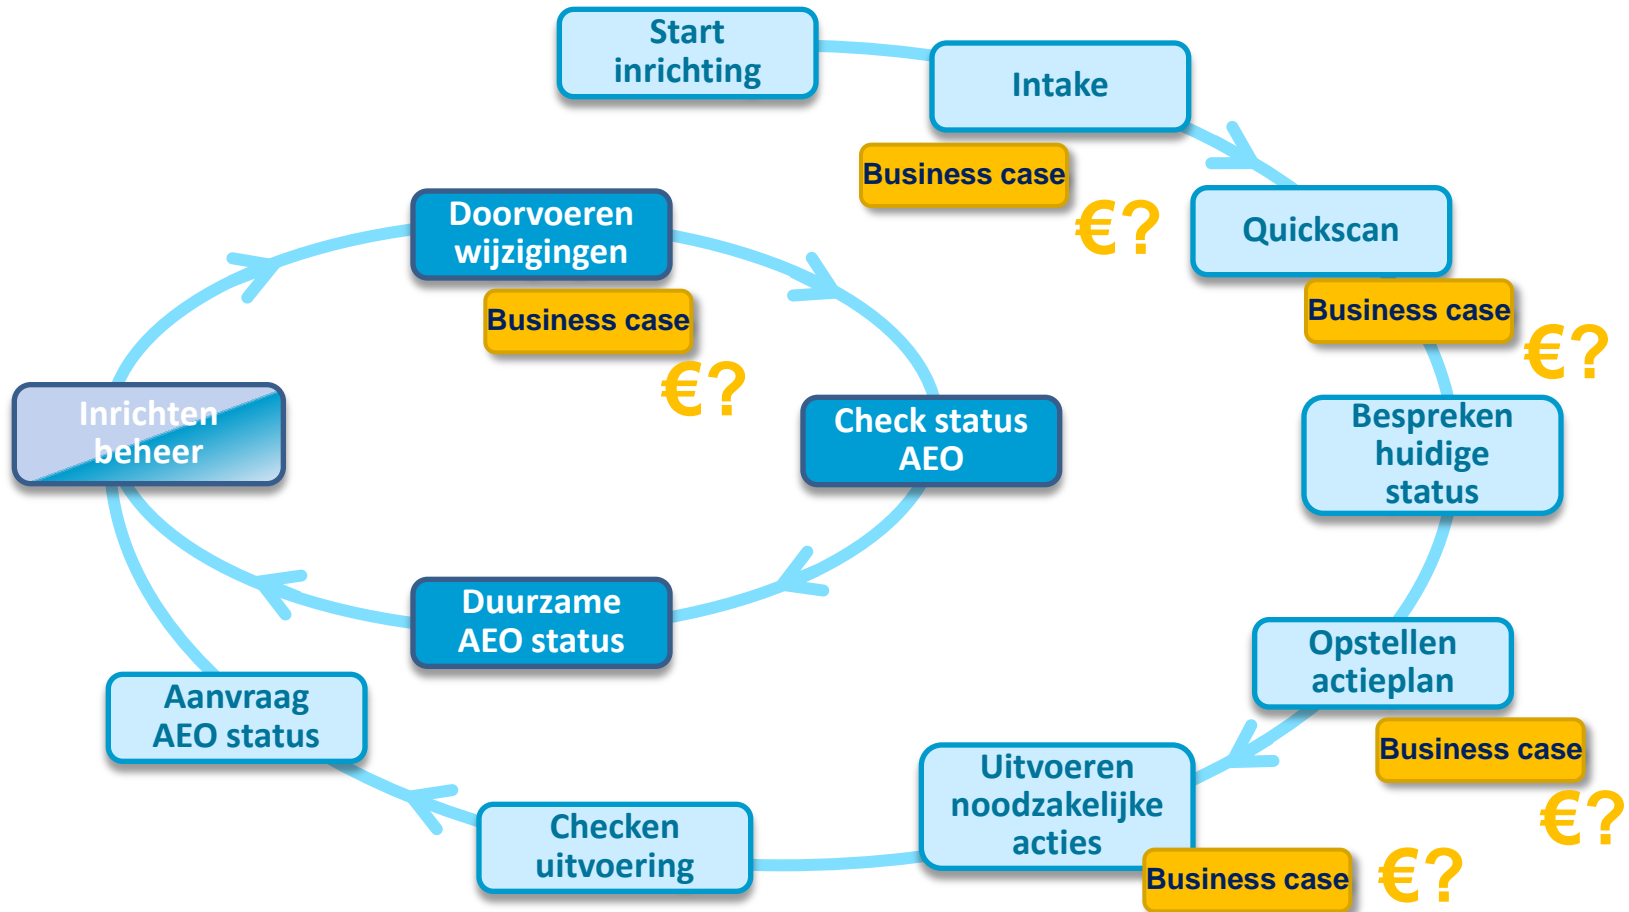 Start
inrichting
Intake
Business case
€?
Quickscan
Business case
€?
Doorvoeren
wijzigingen
Business case
€?
Inrichten
beheer
Check status
AEO
Bespreken
huidige
status
Duurzame
AEO status
Opstellen
actieplan
Business case
€?
Aanvraag
AEO status
Uitvoeren
noodzakelijke
acties
Business case
€?
Checken
uitvoering